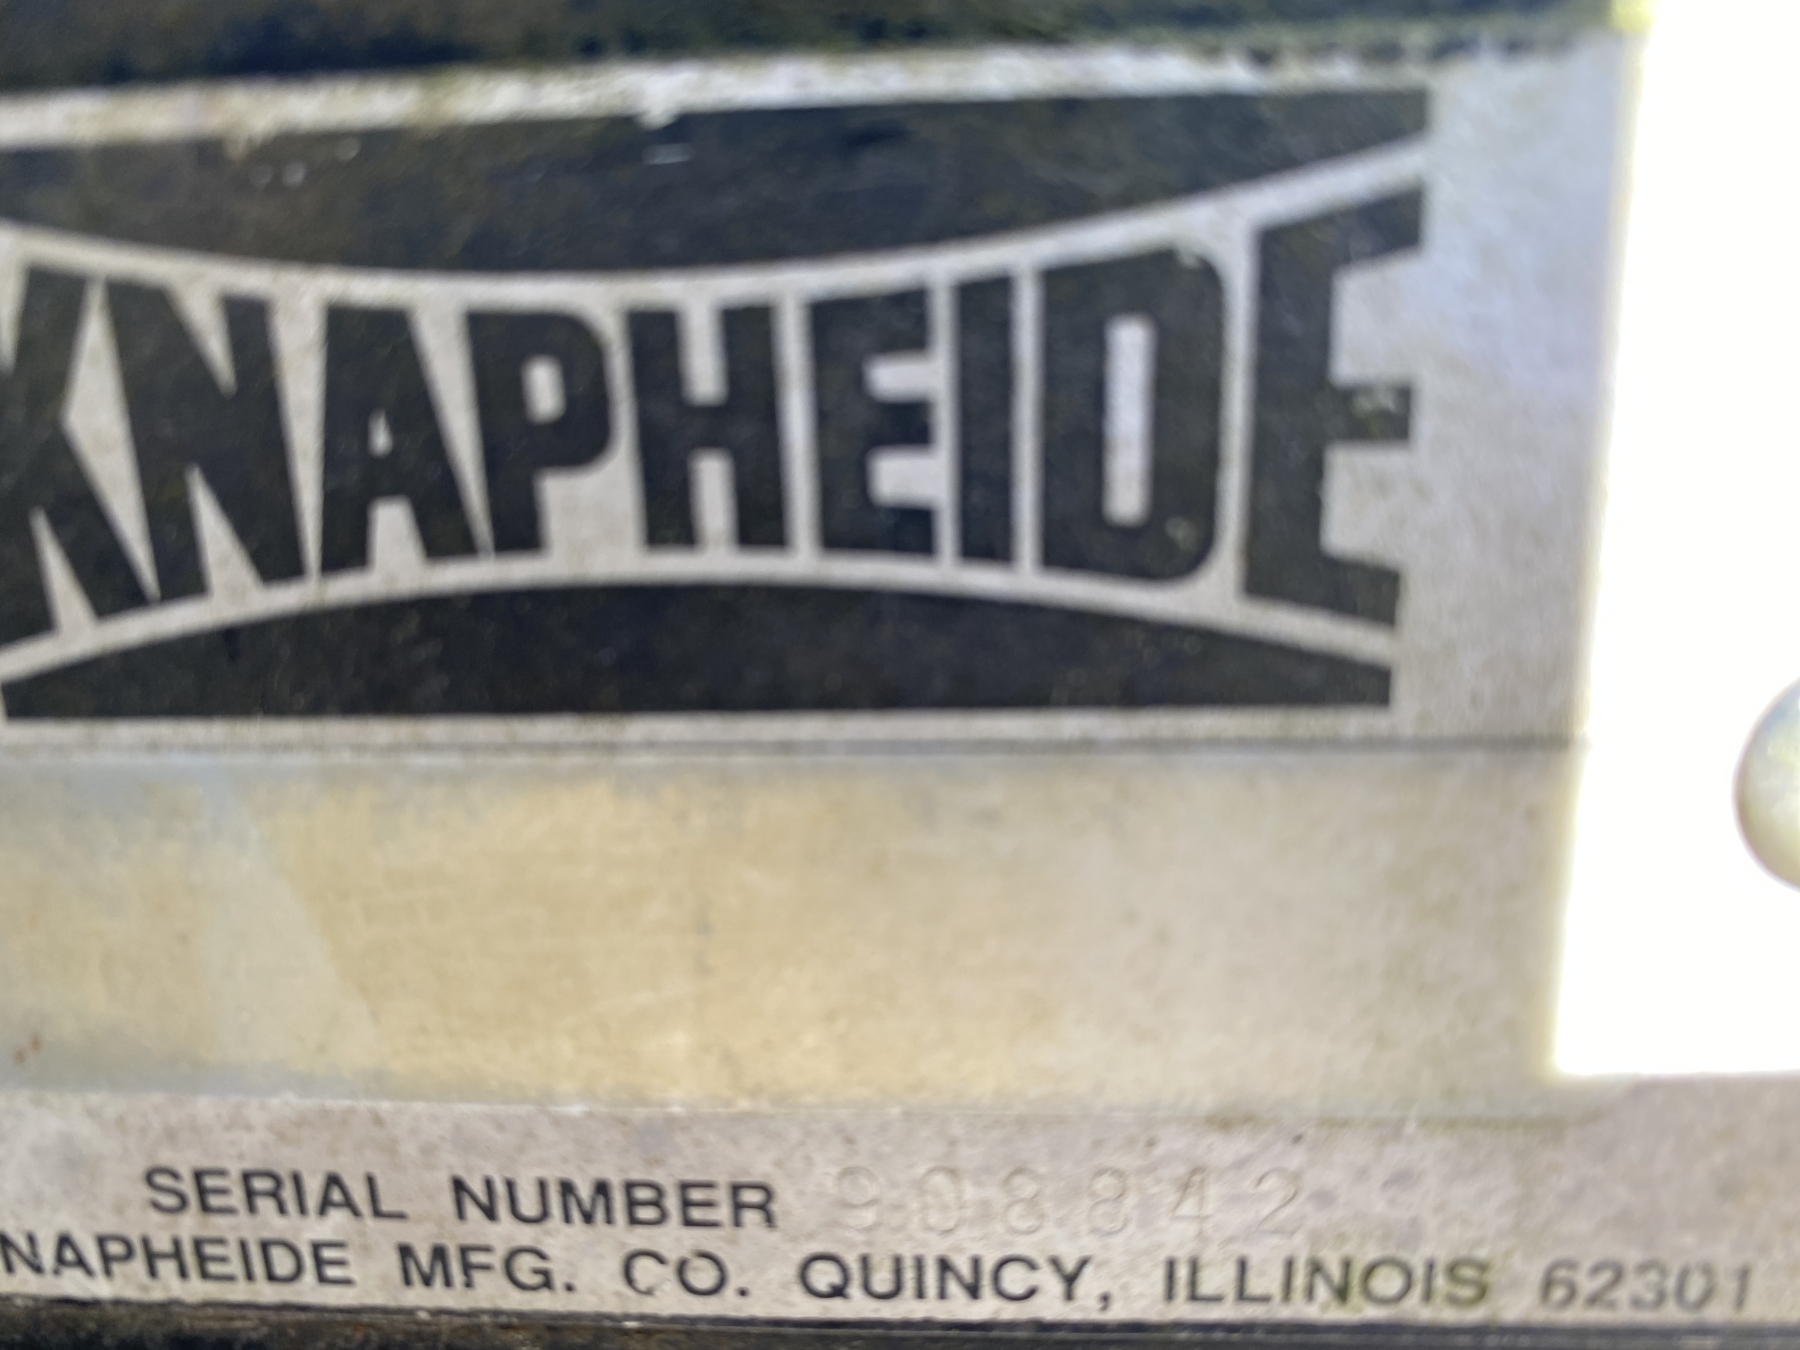 KNAPHEIDE
SERIAL NUMBER 908842
NAPHEIDE MFG. CO. QUINCY, ILLINOIS 62301